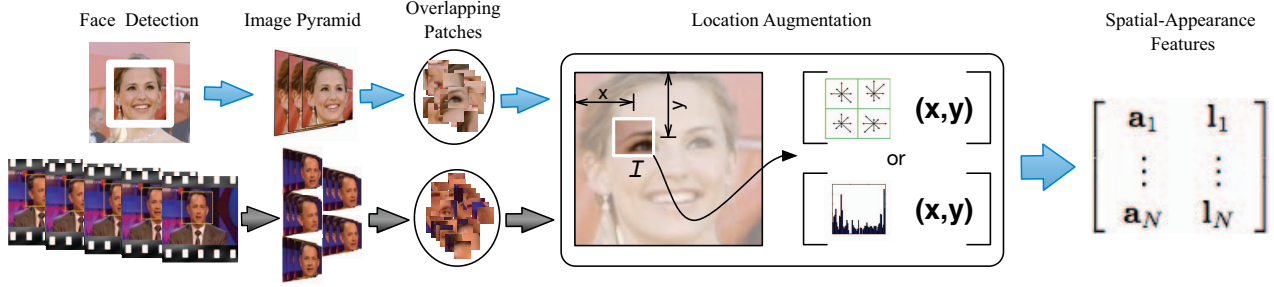 Face Detection
Image Pyramid
Overlapping
Patches
Location Augmentation
Spatial-Appearance
Features
x
y
I
(x,y)
or
(x,y)
a1 l1
⋮ ⋮
aN lN